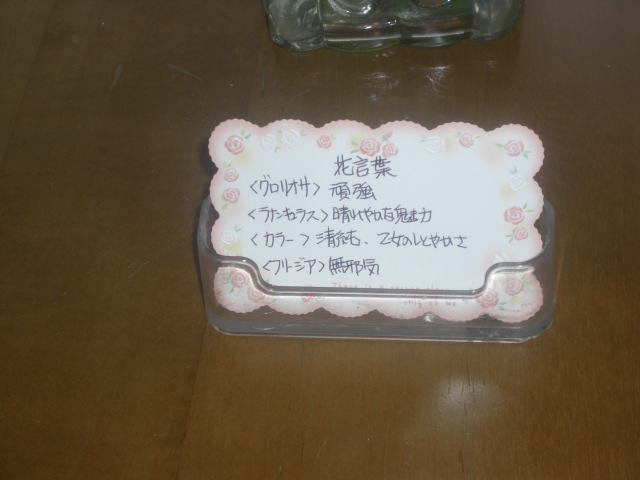 花言葉
<グロリオサ> 頑強
<ラナンキュラス> 晴れやかな魅力
<カラー> 清純、乙女のしとやかさ
<フリージア> 無邪気